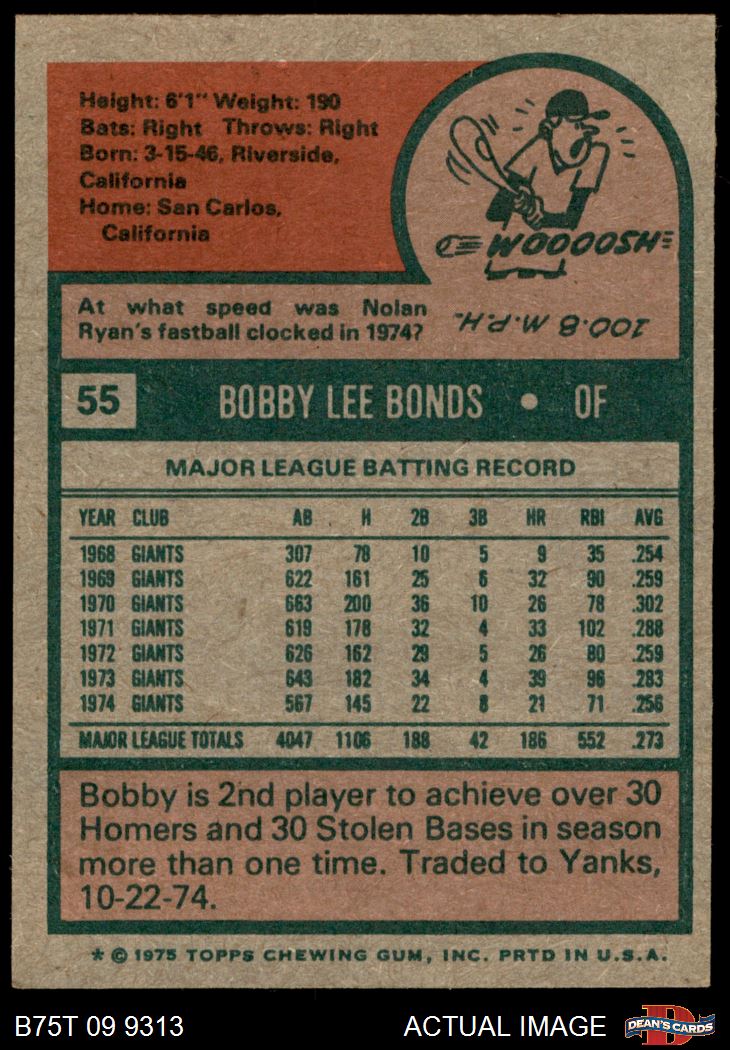 Height: 6'1" Weight: 190
Bats: Right Throws: Right
Born: 3-15-46, Riverside,
California
Home: San Carlos,
California
WOOOOSH
At what speed was Nolan
Ryan's fastball clocked in 1974?
100.8 M.P.H.
55 BOBBY LEE BONDS • OF
MAJOR LEAGUE BATTING RECORD
YEAR CLUB AB H 2B 3B HR RBI AVG
1968 GIANTS 307 78 10 5 9 35 .254
1969 GIANTS 622 161 25 6 32 90 .259
1970 GIANTS 663 200 36 10 26 78 .302
1971 GIANTS 619 178 32 4 33 102 .288
1972 GIANTS 626 162 29 5 26 80 .259
1973 GIANTS 643 182 34 4 39 96 .283
1974 GIANTS 567 145 22 8 21 71 .256
MAJOR LEAGUE TOTALS 4047 1106 188 42 186 552 .273
Bobby is 2nd player to achieve over 30
Homers and 30 Stolen Bases in season
more than one time. Traded to Yanks,
10-22-74.
* © 1975 TOPPS CHEWING GUM, INC. PRTD IN U.S.A.
B75T 09 9313 ACTUAL IMAGE D DEAN'S CARDS